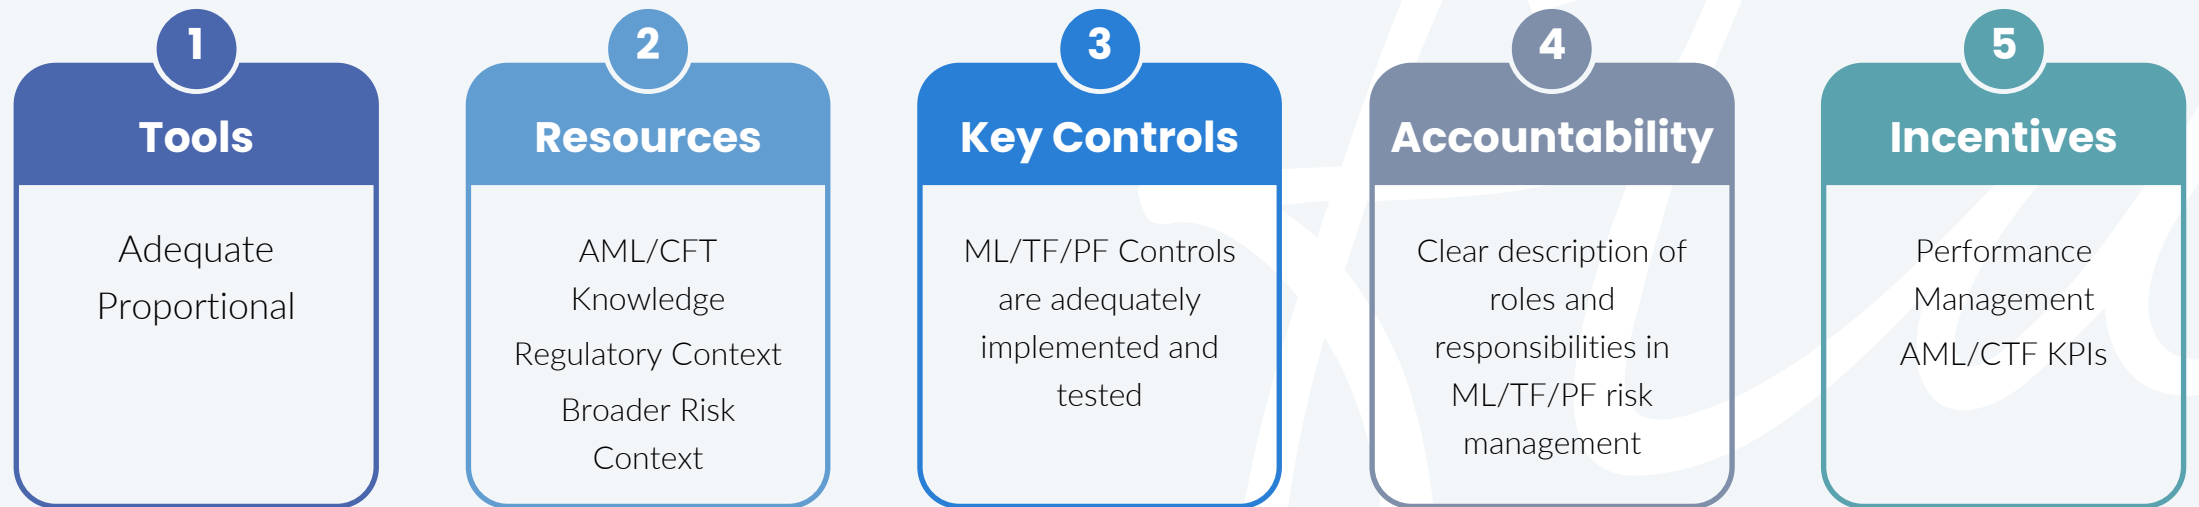 1
Tools
Adequate
Proportional
2
Resources
AML/CFT
Knowledge
Regulatory Context
Broader Risk
Context
3
Key Controls
ML/TF/PF Controls
are adequately
implemented and
tested
4
Accountability
Clear description of
roles and
responsibilities in
ML/TF/PF risk
management
5
Incentives
Performance
Management
AML/CTF KPIs